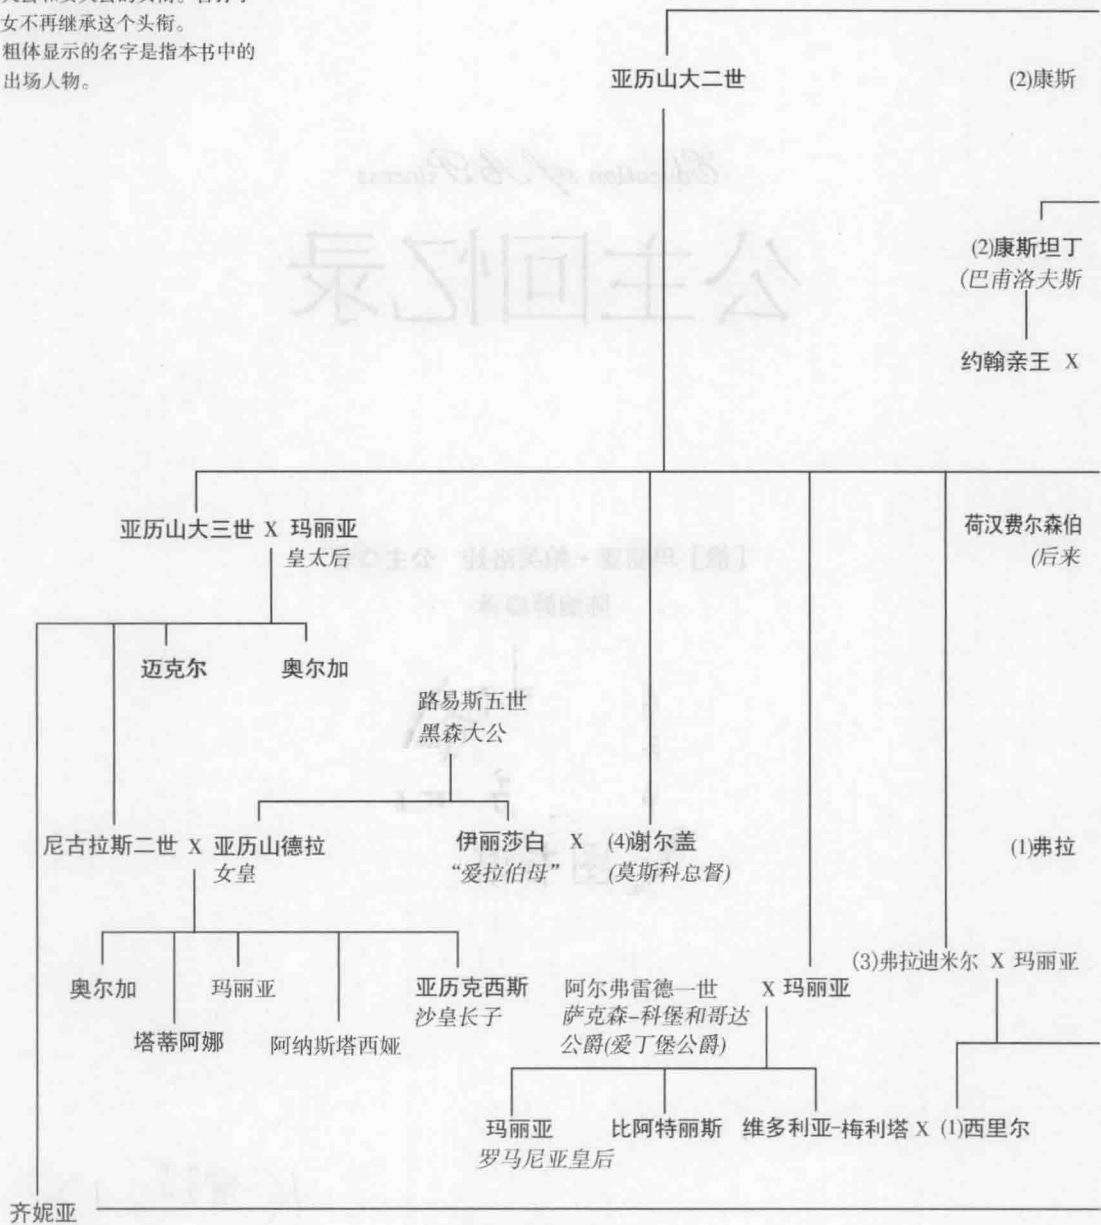 女不再继承这个头衔。
粗体显示的名字是指本书中的
出场人物。
亚历山大二世
(2)康斯
Education of A Princess
公主回忆录
(2)康斯坦丁
(巴甫洛夫斯
约翰亲王 X
亚历山大三世 X 玛丽亚
皇太后
荷汉费尔森伯
(后来
迈克尔
奥尔加
路易斯五世
黑森大公
尼古拉斯二世 X 亚历山德拉
女皇
伊丽莎白 X (4)谢尔盖
“爱拉伯母” (莫斯科总督)
(1)弗拉
(3)弗拉迪米尔 X 玛丽亚
奥尔加
玛丽亚
亚历克西斯
沙皇长子
塔蒂阿娜
阿纳斯塔西娅
阿尔弗雷德一世 X 玛丽亚
萨克森-科堡和哥达
公爵(爱丁堡公爵)
玛丽亚
罗马尼亚皇后
比阿特丽斯
维多利亚-梅利塔 X (1)西里尔
齐妮亚